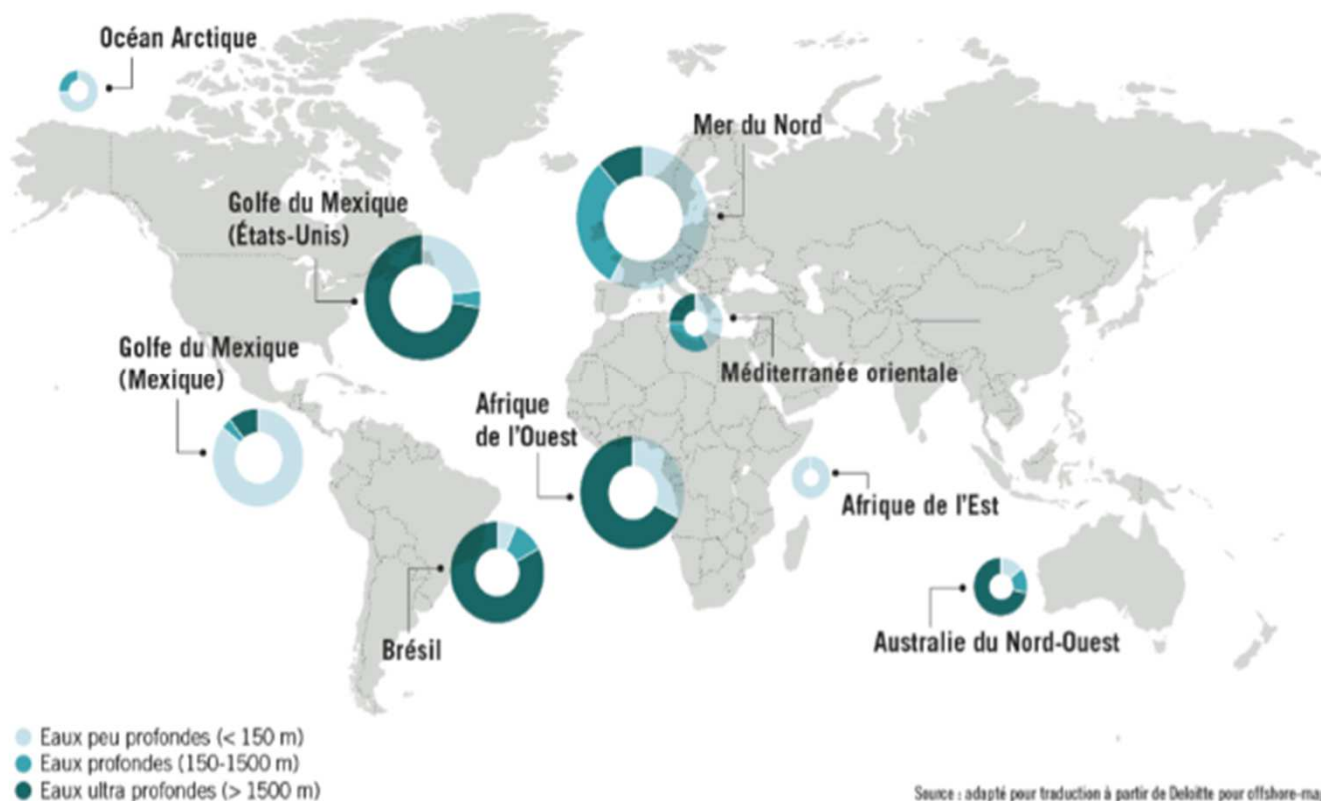 Océan Arctique
Mer du Nord
Golfe du Mexique
(États-Unis)
Golfe du Mexique
(Mexique)
Méditerranée orientale
Afrique
de l'Ouest
Afrique de l'Est
Australie du Nord-Ouest
Brésil
Eaux peu profondes (< 150 m)
Eaux profondes (150-1500 m)
Eaux ultra profondes (> 1500 m)
Source : adapté pour traduction à partir de Deloitte pour